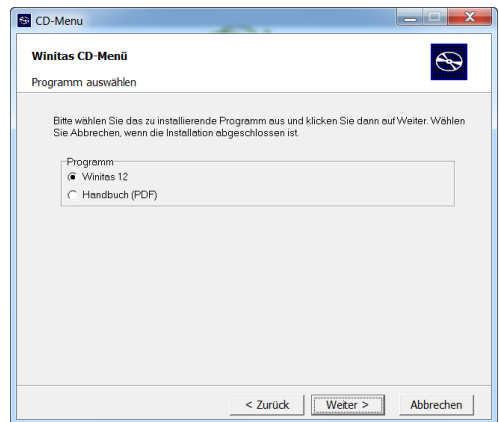 CD-Menu
Winitas CD-Menü
Programm auswählen
Bitte wählen Sie das zu installierende Programm aus und klicken Sie dann auf Weiter. Wählen
Sie Abbrechen, wenn die Installation abgeschlossen ist.
Programm
Winitas 12
Handbuch (PDF)
< Zurück Weiter > Abbrechen